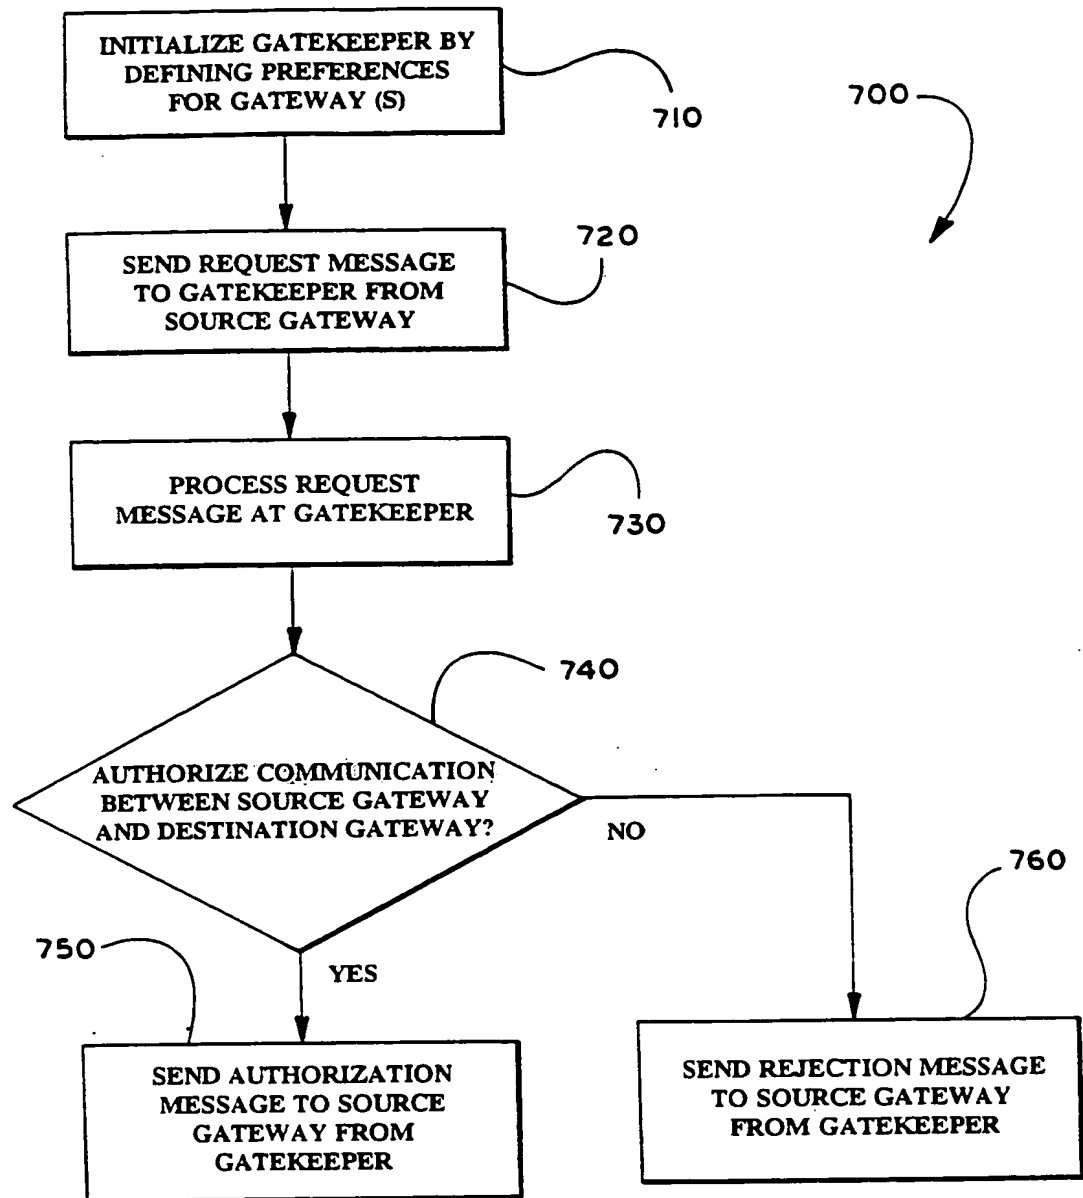 INITIALIZE GATEKEEPER BY
DEFINING PREFERENCES
FOR GATEWAY (S)
710
700
SEND REQUEST MESSAGE
TO GATEKEEPER FROM
SOURCE GATEWAY
720
PROCESS REQUEST
MESSAGE AT GATEKEEPER
730
740
AUTHORIZE COMMUNICATION
BETWEEN SOURCE GATEWAY
AND DESTINATION GATEWAY?
NO
YES
750
760
SEND AUTHORIZATION
MESSAGE TO SOURCE
GATEWAY FROM
GATEKEEPER
SEND REJECTION MESSAGE
TO SOURCE GATEWAY
FROM GATEKEEPER